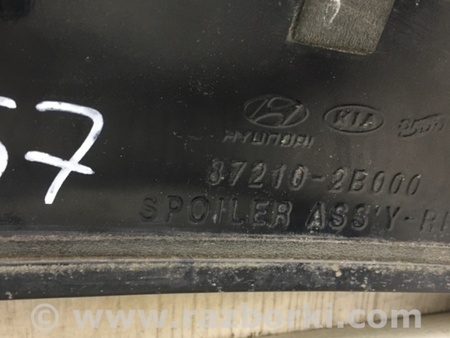 57
HYUNDAI KIA
87210-2B000
SPOILER ASS'Y-R
www.razborki.com